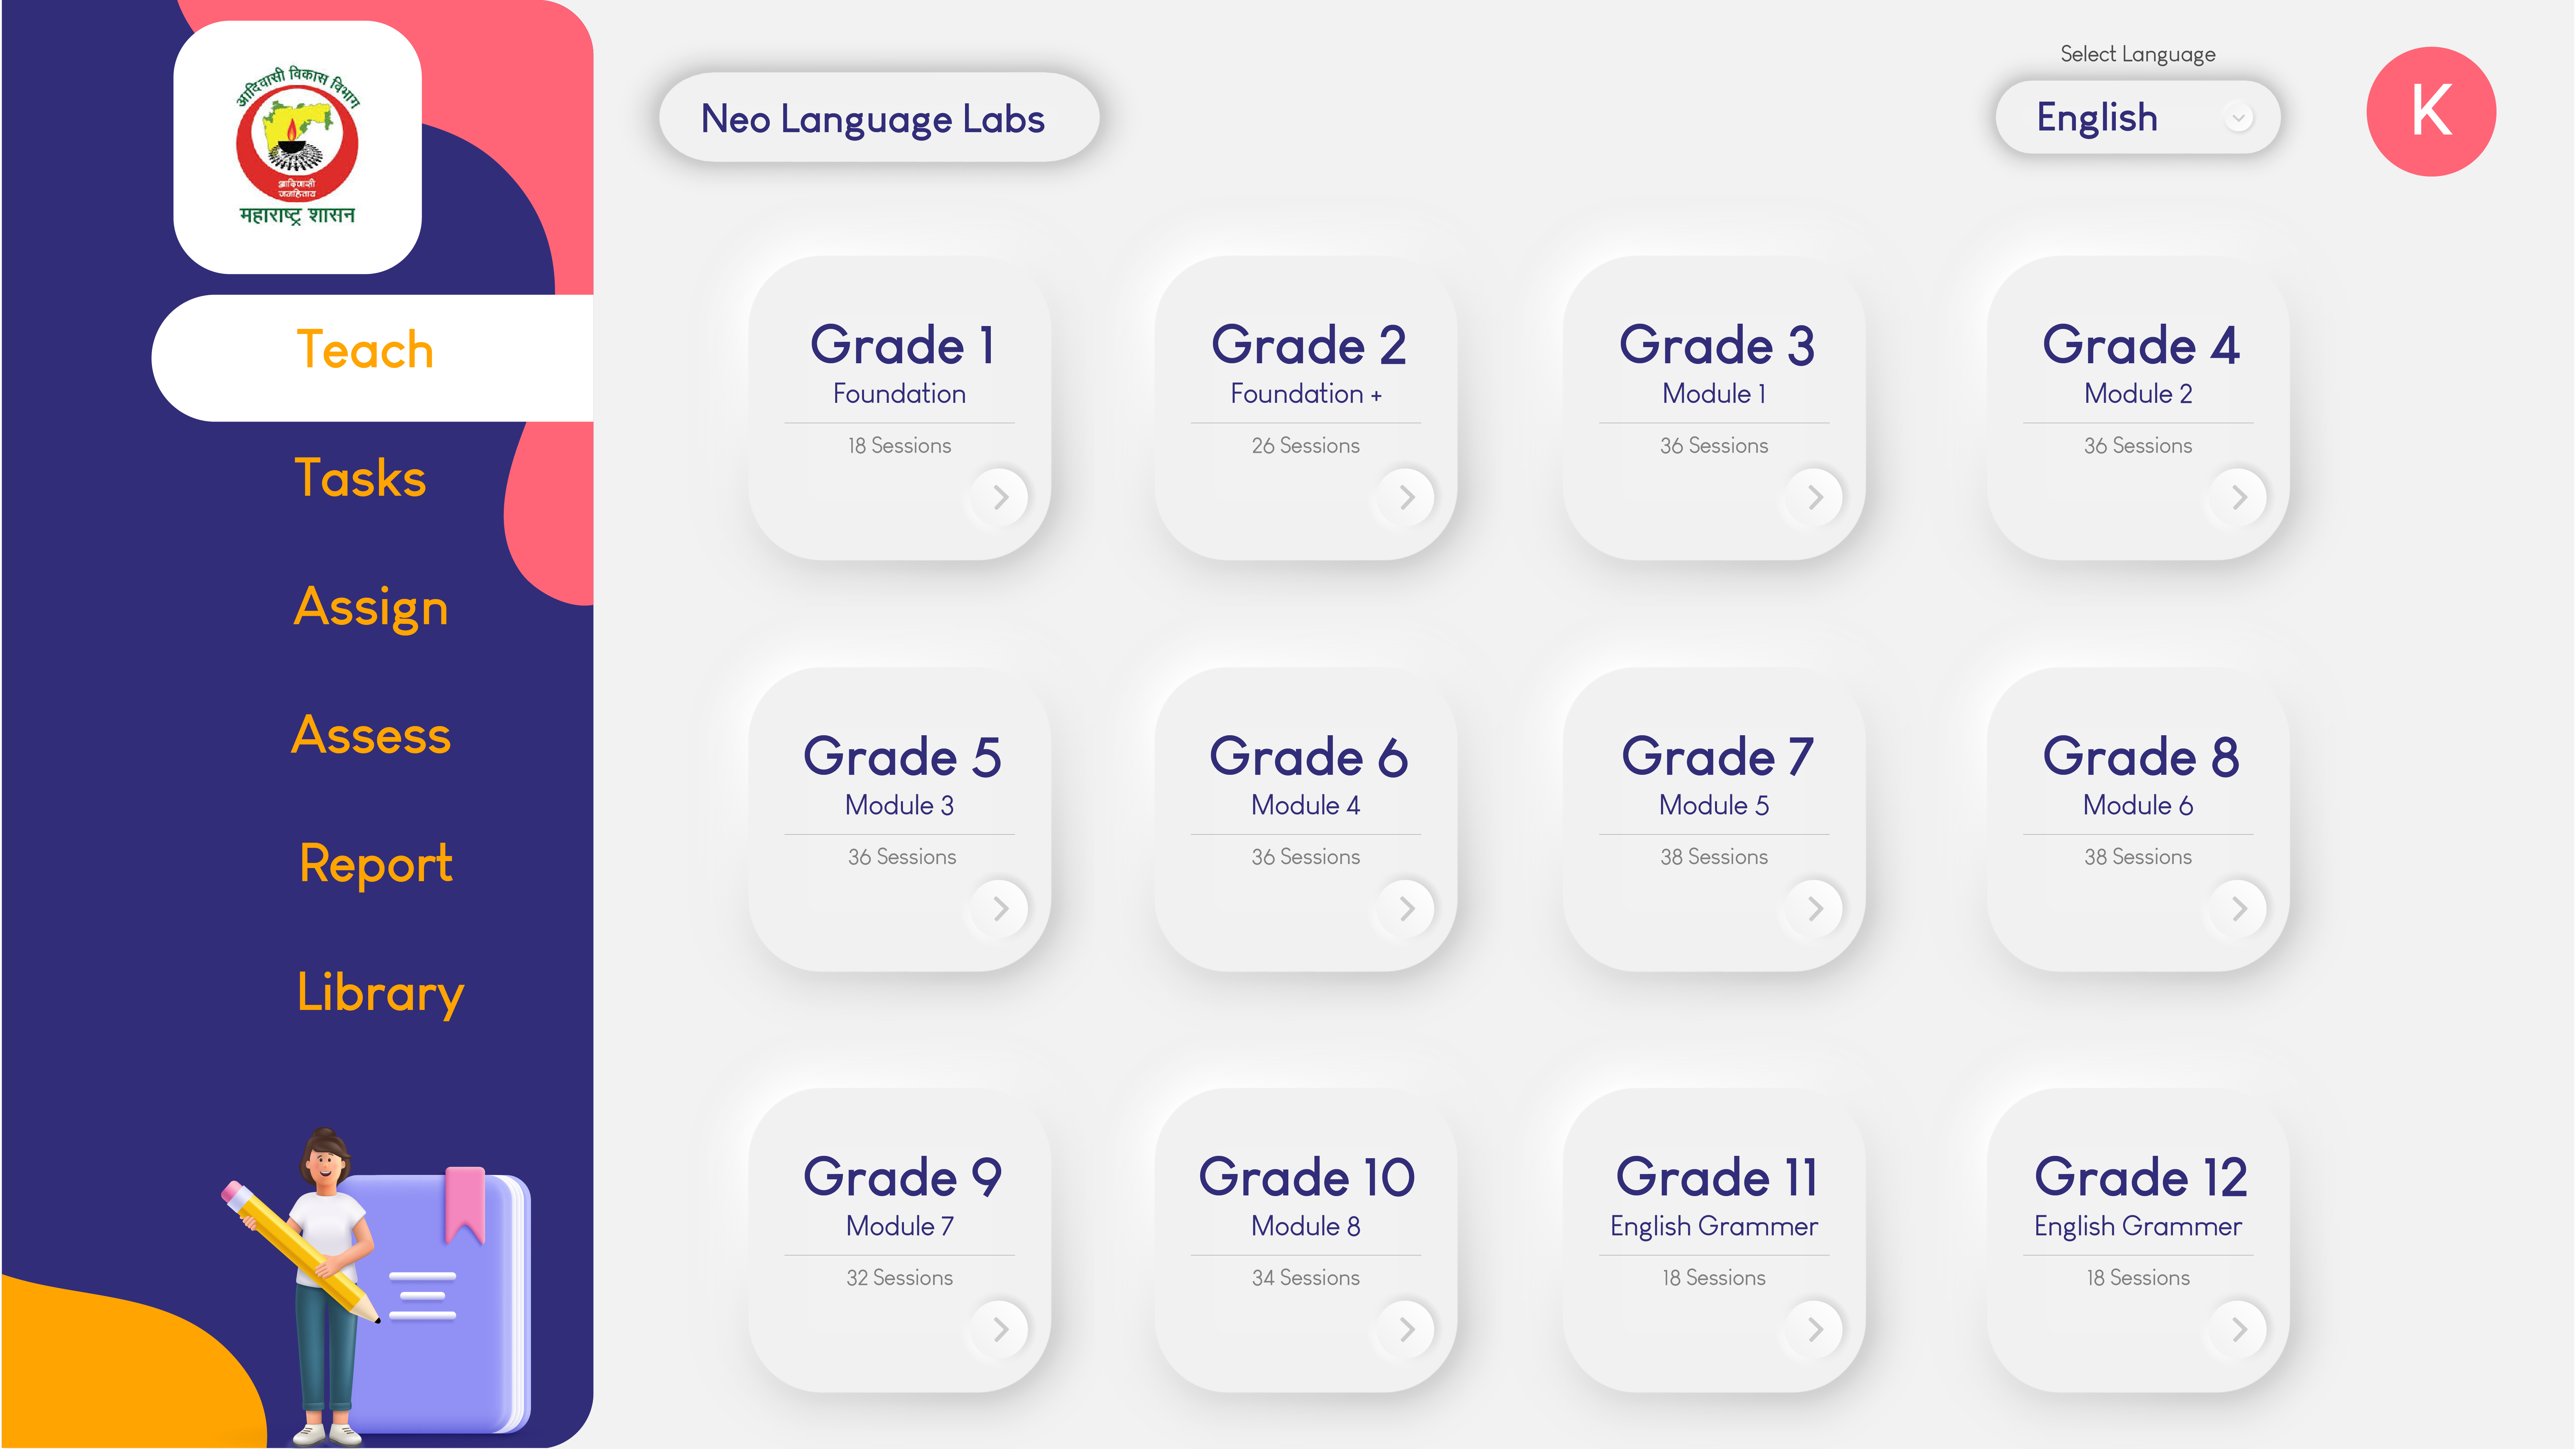 आदिवासी विकास विभाग
आदिवासी
जनहिताय
महाराष्ट्र शासन
Teach
Tasks
Assign
Assess
Report
Library
Neo Language Labs
Select Language
English
K
Grade 1
Foundation
18 Sessions
Grade 2
Foundation +
26 Sessions
Grade 3
Module 1
36 Sessions
Grade 4
Module 2
36 Sessions
Grade 5
Module 3
36 Sessions
Grade 6
Module 4
36 Sessions
Grade 7
Module 5
38 Sessions
Grade 8
Module 6
38 Sessions
Grade 9
Module 7
32 Sessions
Grade 10
Module 8
34 Sessions
Grade 11
English Grammer
18 Sessions
Grade 12
English Grammer
18 Sessions